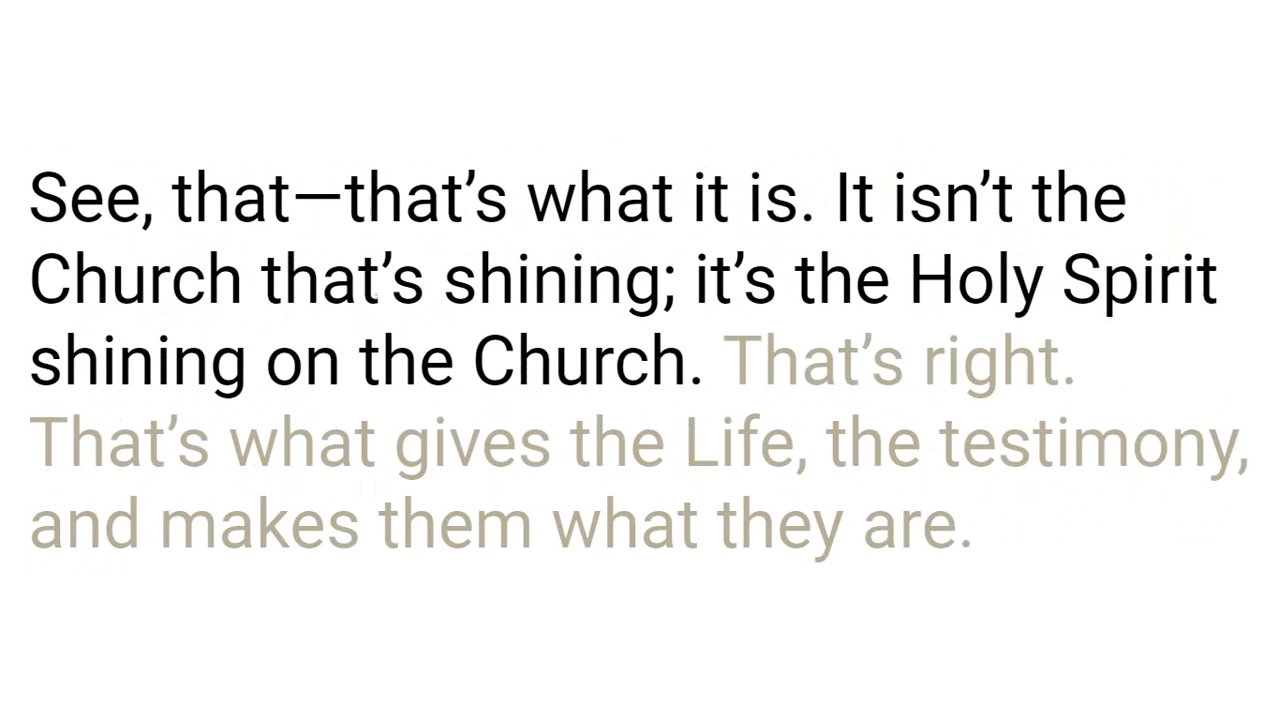 See, that—that’s what it is. It isn’t the
Church that’s shining; it’s the Holy Spirit
shining on the Church. That’s right.
That’s what gives the Life, the testimony,
and makes them what they are.